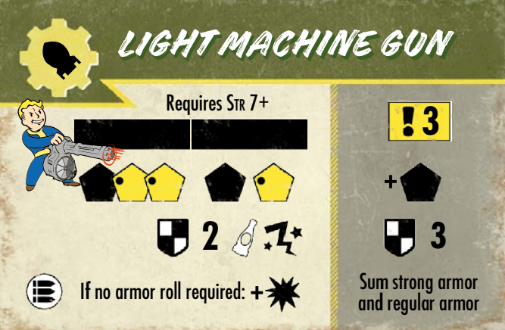 LIGHT MACHINE GUN
Requires STR 7+
! 3
+
2
3
If no armor roll required: +
Sum strong armor
and regular armor